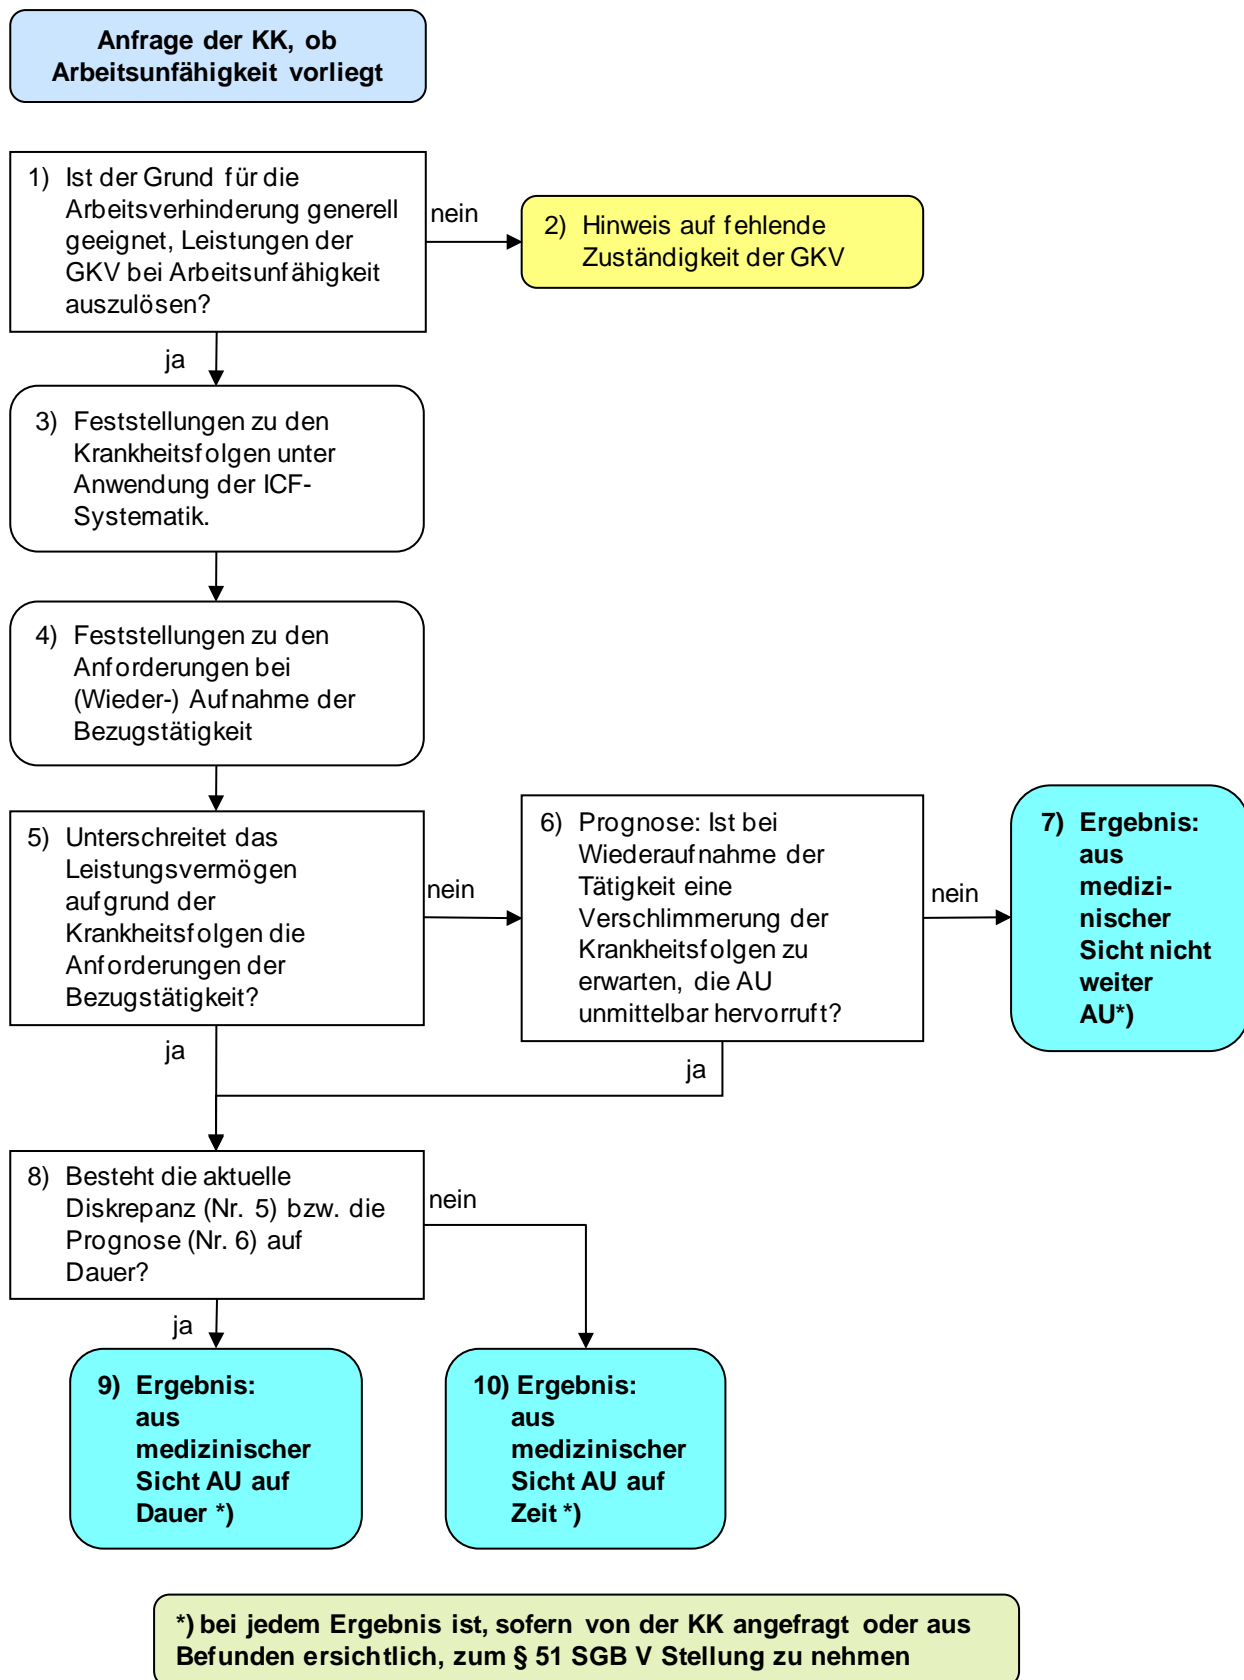 Anfrage der KK, ob
Arbeitsunfähigkeit vorliegt
1) Ist der Grund für die
Arbeitsverhinderung generell
geeignet, Leistungen der
GKV bei Arbeitsunfähigkeit
auszulösen?
nein
2) Hinweis auf fehlende
Zuständigkeit der GKV
ja
3) Feststellungen zu den
Krankheitsfolgen unter
Anwendung der ICF-
Systematik.
4) Feststellungen zu den
Anforderungen bei
(Wieder-) Aufnahme der
Bezugstätigkeit
5) Unterschreitet das
Leistungsvermögen
aufgrund der
Krankheitsfolgen die
Anforderungen der
Bezugstätigkeit?
nein
6) Prognose: Ist bei
Wiederaufnahme der
Tätigkeit eine
Verschlimmerung der
Krankheitsfolgen zu
erwarten, die AU
unmittelbar hervorruft?
nein
7) Ergebnis:
aus
medizi-
nischer
Sicht nicht
weiter
AU*)
ja
ja
8) Besteht die aktuelle
Diskrepanz (Nr. 5) bzw. die
Prognose (Nr. 6) auf
Dauer?
nein
ja
9) Ergebnis:
aus
medizinischer
Sicht AU auf
Dauer *)
10) Ergebnis:
aus
medizinischer
Sicht AU auf
Zeit *)
*) bei jedem Ergebnis ist, sofern von der KK angefragt oder aus
Befunden ersichtlich, zum § 51 SGB V Stellung zu nehmen